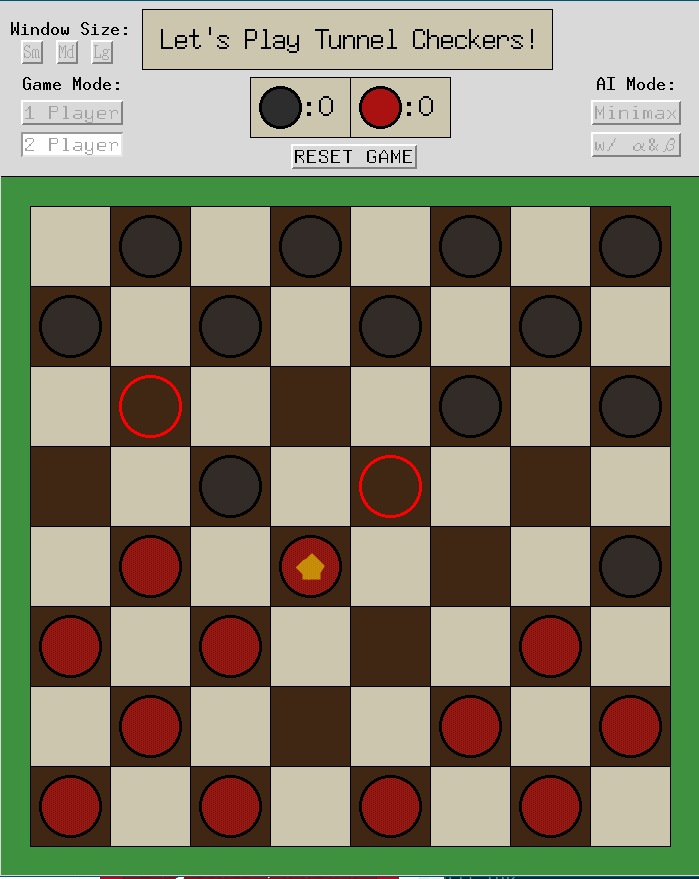 Window Size:
Sm Md Lg
Let's Play Tunnel Checkers!
Game Mode:
1 Player
2 Player
:0 :0
RESET GAME
AI Mode:
Minimax
w/ α&β